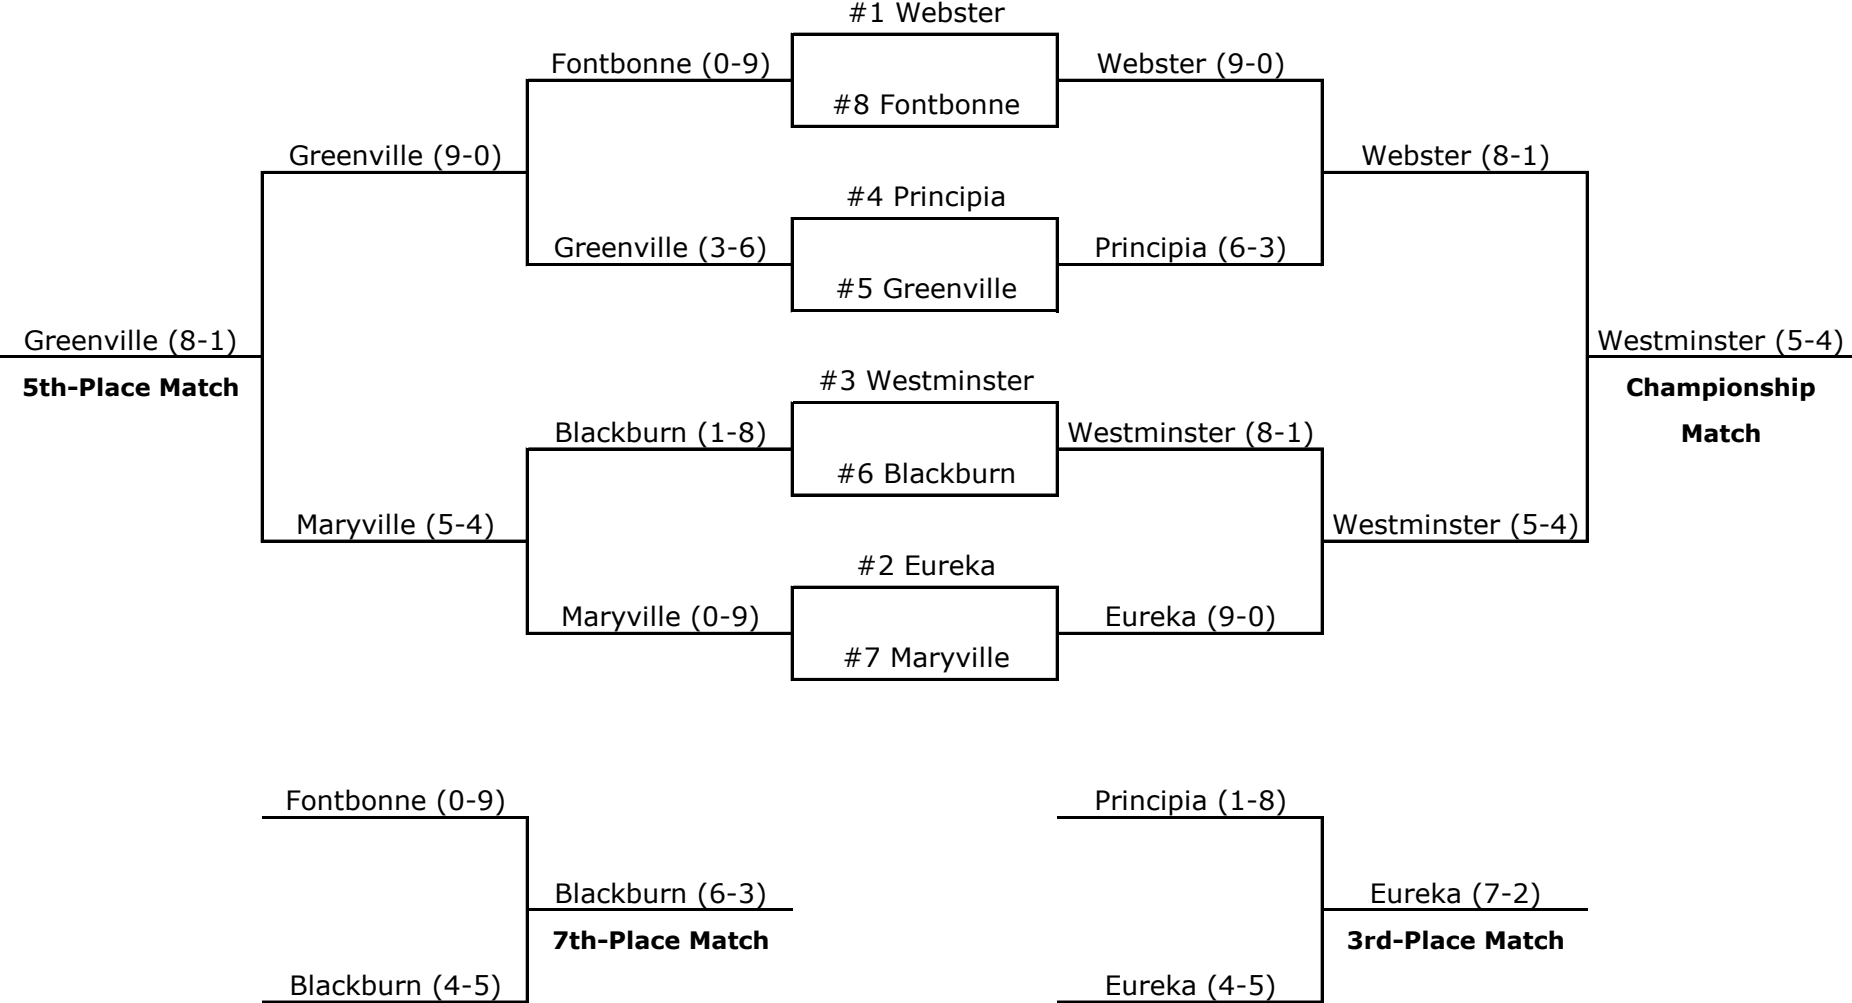 #1 Webster
Fontbonne (0-9)
Webster (9-0)
#8 Fontbonne
Greenville (9-0)
Webster (8-1)
#4 Principia
Greenville (3-6)
Principia (6-3)
#5 Greenville
Greenville (8-1)
Westminster (5-4)
5th-Place Match
#3 Westminster
Championship
Blackburn (1-8)
Westminster (8-1)
Match
#6 Blackburn
Maryville (5-4)
Westminster (5-4)
#2 Eureka
Maryville (0-9)
Eureka (9-0)
#7 Maryville
Fontbonne (0-9)
Principia (1-8)
Blackburn (6-3)
Eureka (7-2)
7th-Place Match
3rd-Place Match
Blackburn (4-5)
Eureka (4-5)